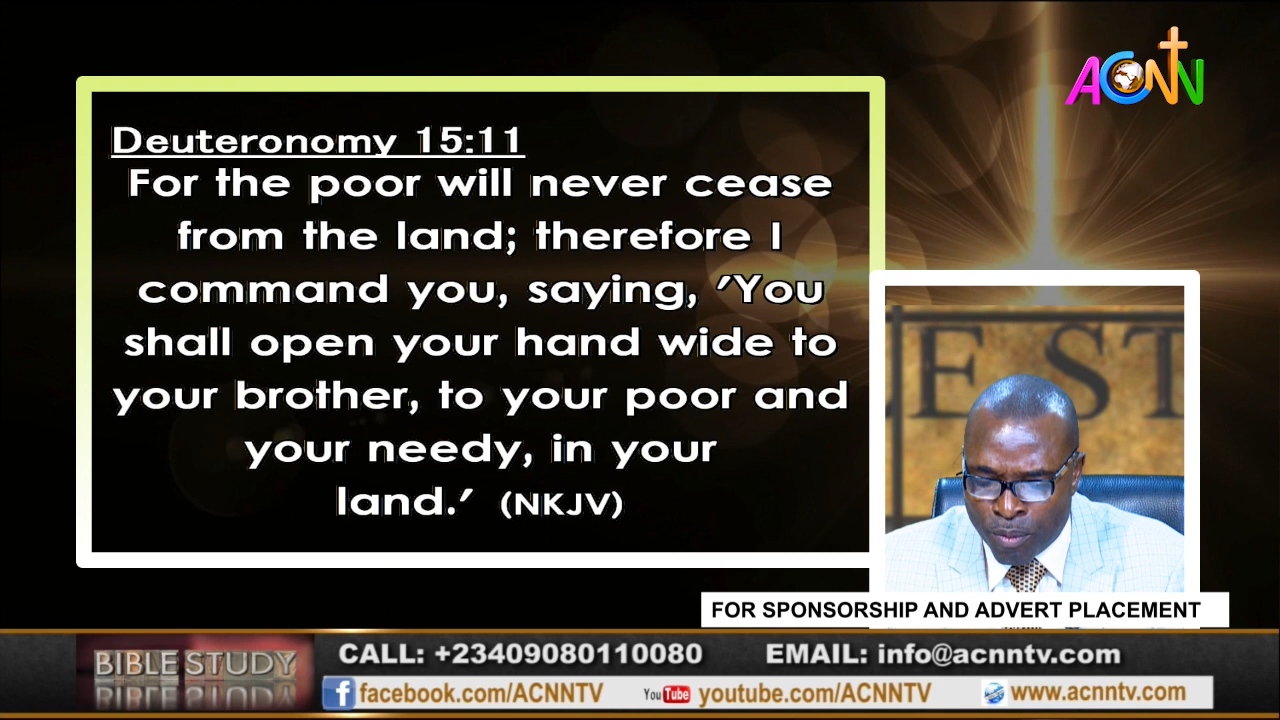 ACNN
Deuteronomy 15:11
For the poor will never cease
from the land; therefore I
command you, saying, 'You
shall open your hand wide to
your brother, to your poor and
your needy, in your
land.' (NKJV)
E ST
FOR SPONSORSHIP AND ADVERT PLACEMENT
BIBLE STUDY
CALL: +23409080110080 EMAIL: info@acnntv.com
facebook.com/ACNNTV YouTube youtube.com/ACNNTV www.acnntv.com